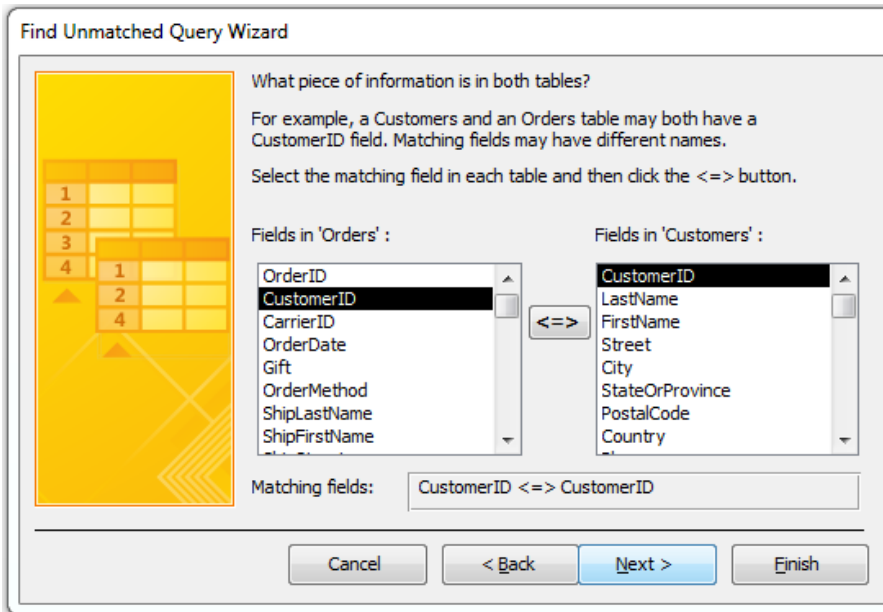 Find Unmatched Query Wizard
What piece of information is in both tables?
For example, a Customers and an Orders table may both have a
CustomerID field. Matching fields may have different names.
Select the matching field in each table and then click the <=> button.
1
2
3
4
1
2
4
Fields in 'Orders' :
OrderID
CustomerID
CarrierID
OrderDate
Gift
OrderMethod
ShipLastName
ShipFirstName
<=>
Fields in 'Customers' :
CustomerID
LastName
FirstName
Street
City
StateOrProvince
PostalCode
Country
Matching fields: CustomerID <=> CustomerID
Cancel < Back Next > Finish